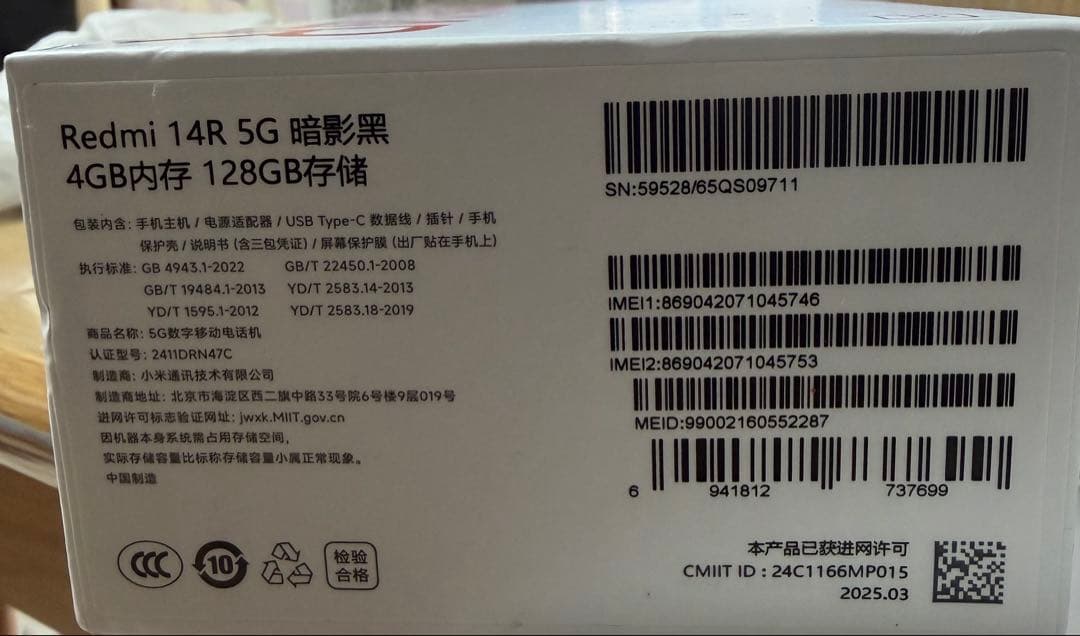 Redmi 14R 5G 暗影黑
4GB内存 128GB存储
包装内含: 手机主机 / 电源适配器 / USB Type-C 数据线 / 插针 / 手机
保护壳 / 说明书 (含三包凭证) / 屏幕保护膜 (出厂贴在手机上)
执行标准: GB 4943.1-2022 GB/T 22450.1-2008
GB/T 19484.1-2013 YD/T 2583.14-2013
YD/T 1595.1-2012 YD/T 2583.18-2019
商品名称: 5G数字移动电话机
认证型号: 2411DRN47C
制造商: 小米通讯技术有限公司
制造商地址: 北京市海淀区西二旗中路33号院6号楼9层019号
进网许可标志验证网址: jwxk.MIIT.gov.cn
因机器本身系统需占用存储空间,
实际存储容量比标称存储容量小属正常现象。
中国制造
CCC
10
检验
合格
SN:59528/65QS09711
IMEI1:869042071045746
IMEI2:869042071045753
MEID:99002160552287
6 941812 737699
本产品已获进网许可
CMIIT ID : 24C1166MP015
2025.03